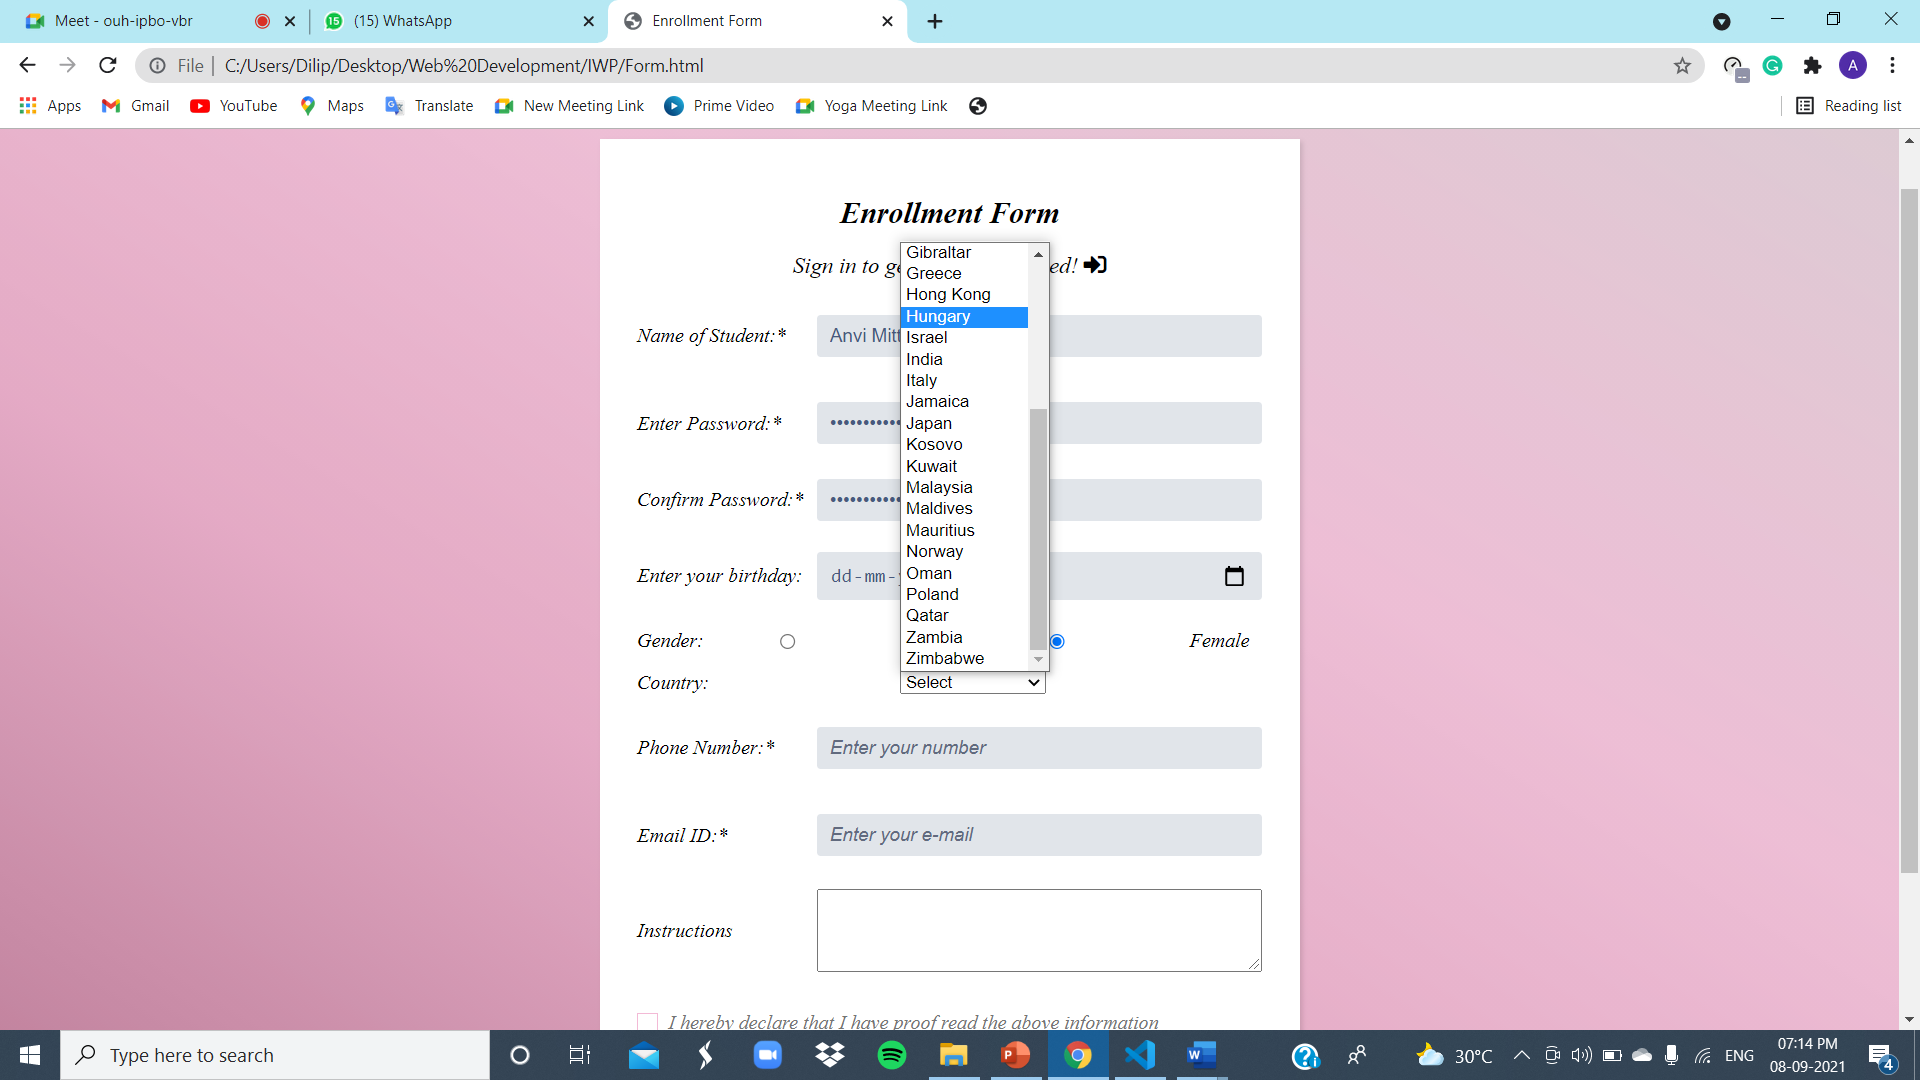 Meet - ouh-ipbo-vbr
15 (15) WhatsApp
Enrollment Form
File | C:/Users/Dilip/Desktop/Web%20Development/IWP/Form.html
A
Apps Gmail YouTube Maps Translate New Meeting Link Prime Video Yoga Meeting Link Reading list
Enrollment Form
Sign in to ed!
Name of Student:* Anvi
Enter Password:*
Confirm Password:*
Enter your birthday: dd-mm-
Gender: Female
Gibraltar
Greece
Hong Kong
Hungary
Israel
India
Italy
Jamaica
Japan
Kosovo
Kuwait
Malaysia
Maldives
Mauritius
Norway
Oman
Poland
Qatar
Zambia
Zimbabwe
Country: Select
Phone Number:* Enter your number
Email ID:* Enter your e-mail
Instructions
I hereby declare that I have proof read the above information
Type here to search
30°C
ENG
07:14 PM
08-09-2021
4